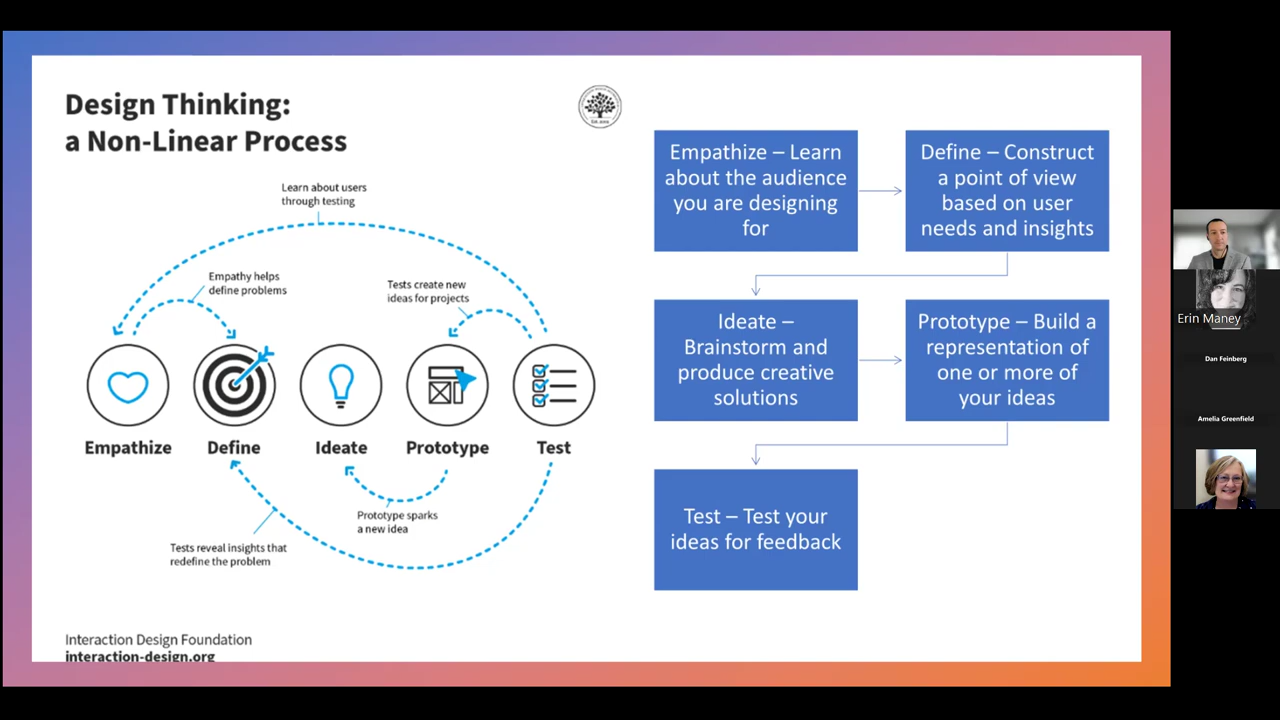 Design Thinking:
a Non-Linear Process
Learn about users
through testing
Empathy helps
define problems
Tests create new
ideas for projects
Empathize
Define
Ideate
Prototype
Test
Prototype sparks
a new idea
Tests reveal insights that
redefine the problem
Interaction Design Foundation
interaction-design.org
Empathize – Learn
about the audience
you are designing
for
Define – Construct
a point of view
based on user
needs and insights
Ideate –
Brainstorm and
produce creative
solutions
Prototype – Build a
representation of
one or more of
your ideas
Test – Test your
ideas for feedback
Erin Maney
Dan Feinberg
Amelia Greenfield